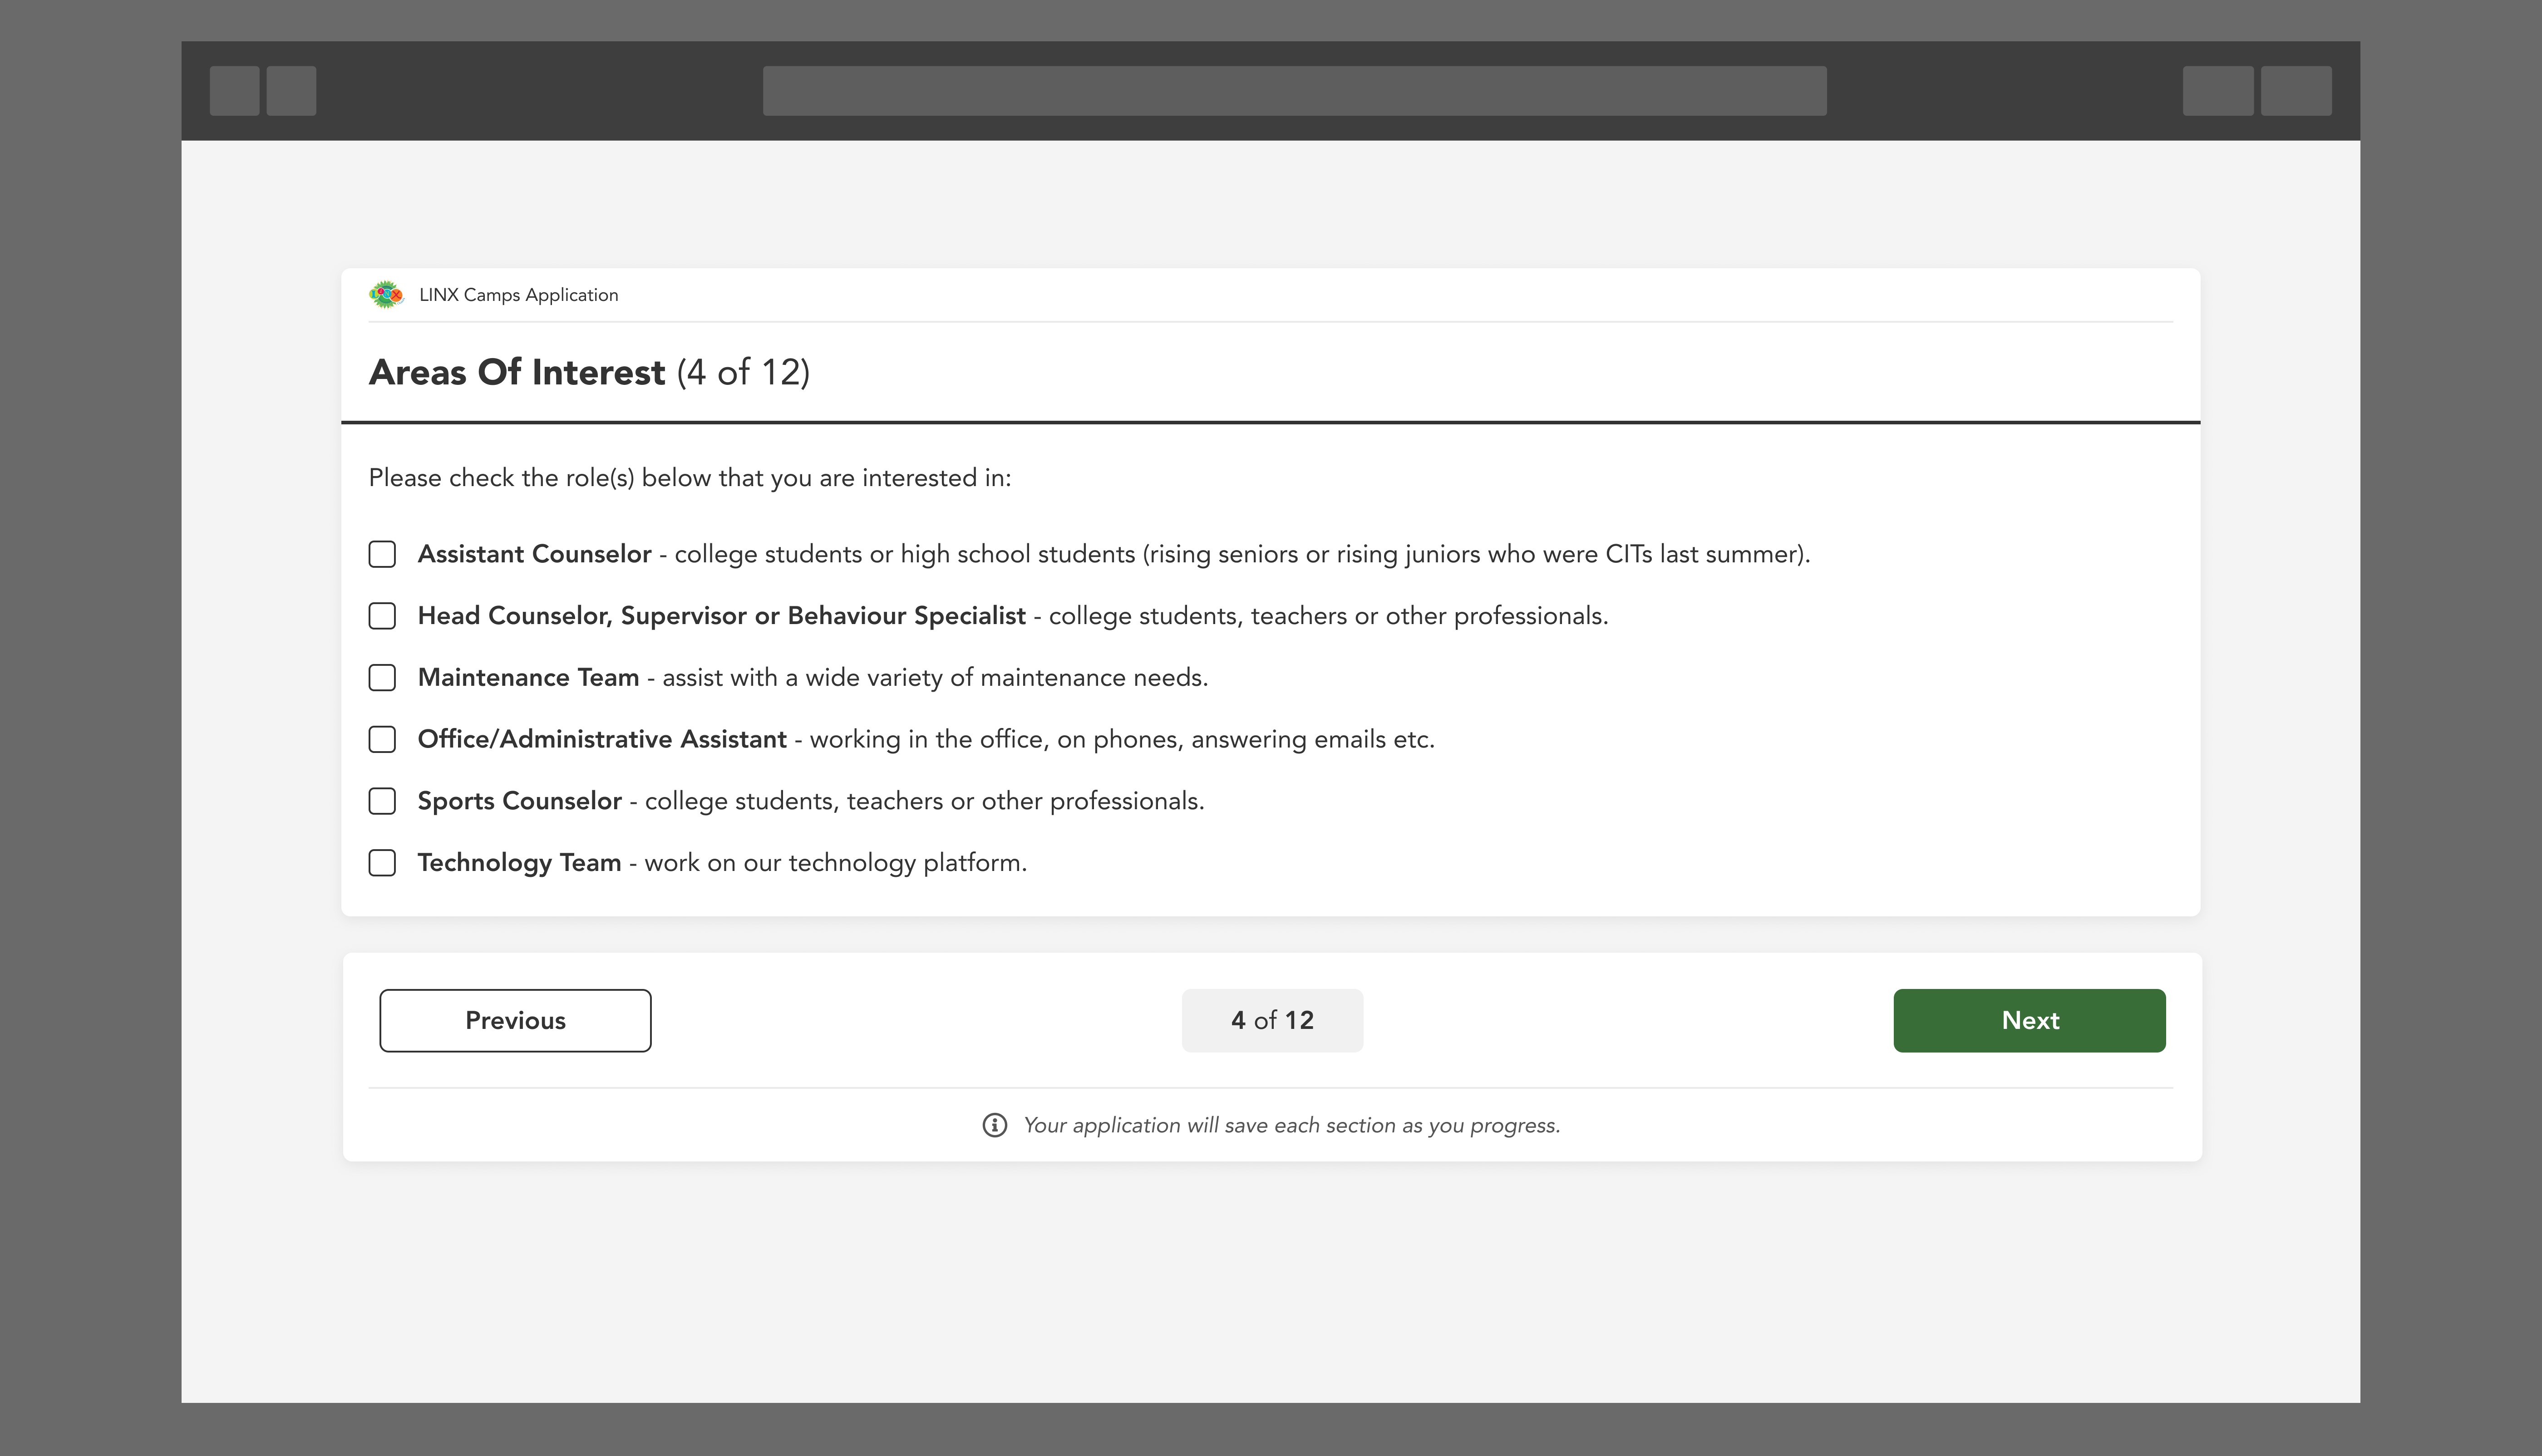 LINX Camps Application
Areas Of Interest (4 of 12)
Please check the role(s) below that you are interested in:
Assistant Counselor - college students or high school students (rising seniors or rising juniors who were CITs last summer).
Head Counselor, Supervisor or Behaviour Specialist - college students, teachers or other professionals.
Maintenance Team - assist with a wide variety of maintenance needs.
Office/Administrative Assistant - working in the office, on phones, answering emails etc.
Sports Counselor - college students, teachers or other professionals.
Technology Team - work on our technology platform.
Previous
4 of 12
Next
Your application will save each section as you progress.